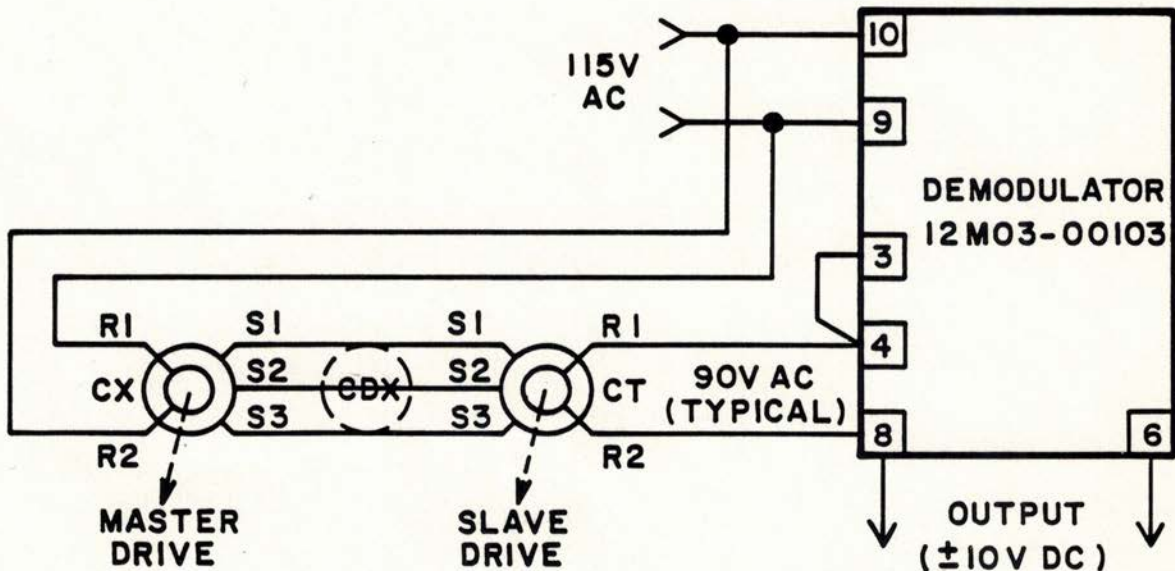 10
115V
AC
9
DEMODULATOR
12M03-00103
3
R1 S1 S1 R1
4
CX S2 CDX S2 CT 90V AC
(TYPICAL)
S3 S3
R2 R2
8
6
MASTER
DRIVE
SLAVE
DRIVE
OUTPUT
(±10V DC)